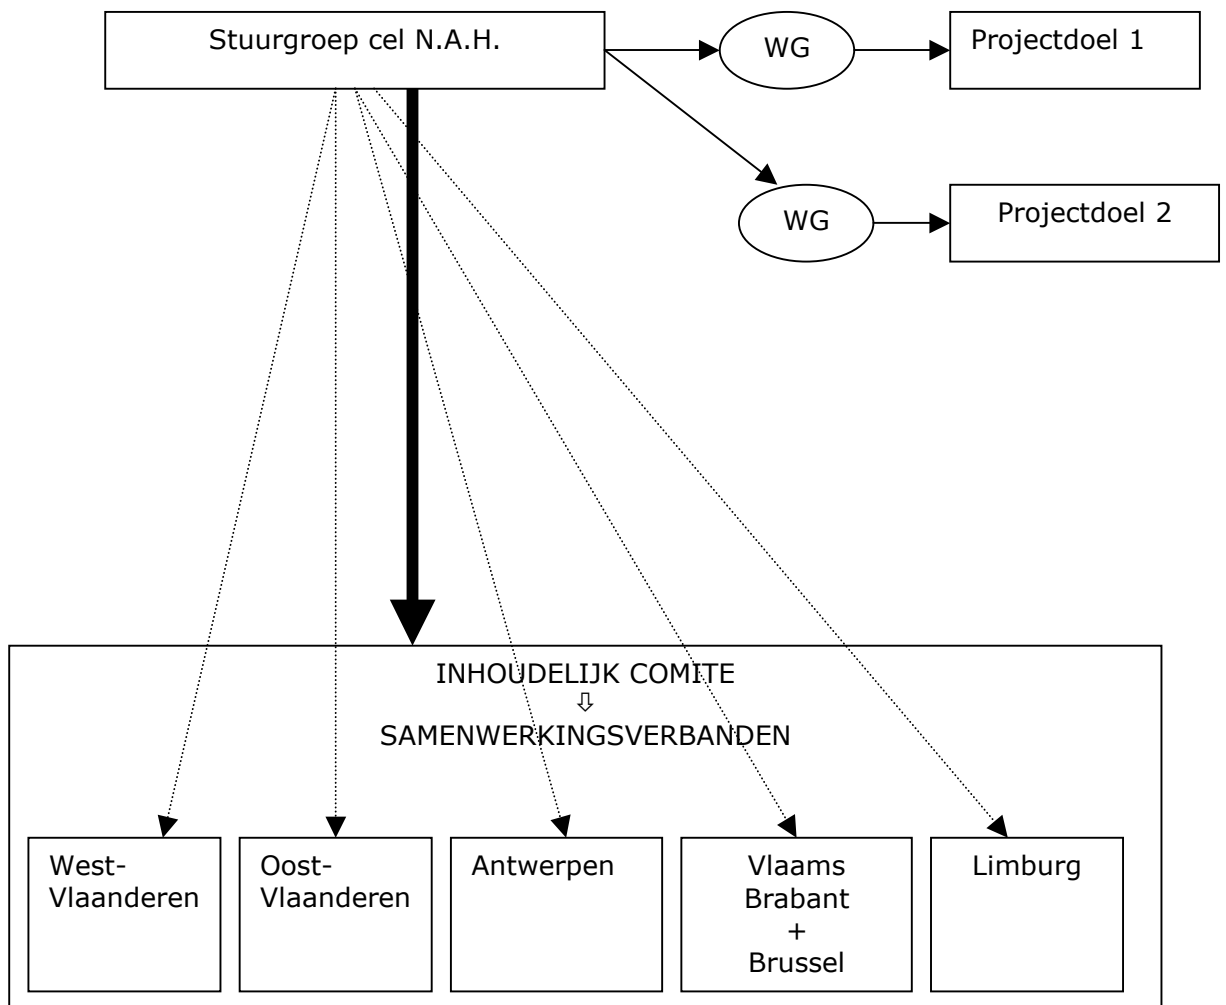 Stuurgroep cel N.A.H.
WG
Projectdoel 1
WG
Projectdoel 2
INHOUDELIJK COMITE
⇩
SAMENWERKINGSVERBANDEN
West-
Vlaanderen
Oost-
Vlaanderen
Antwerpen
Vlaams
Brabant
+
Brussel
Limburg